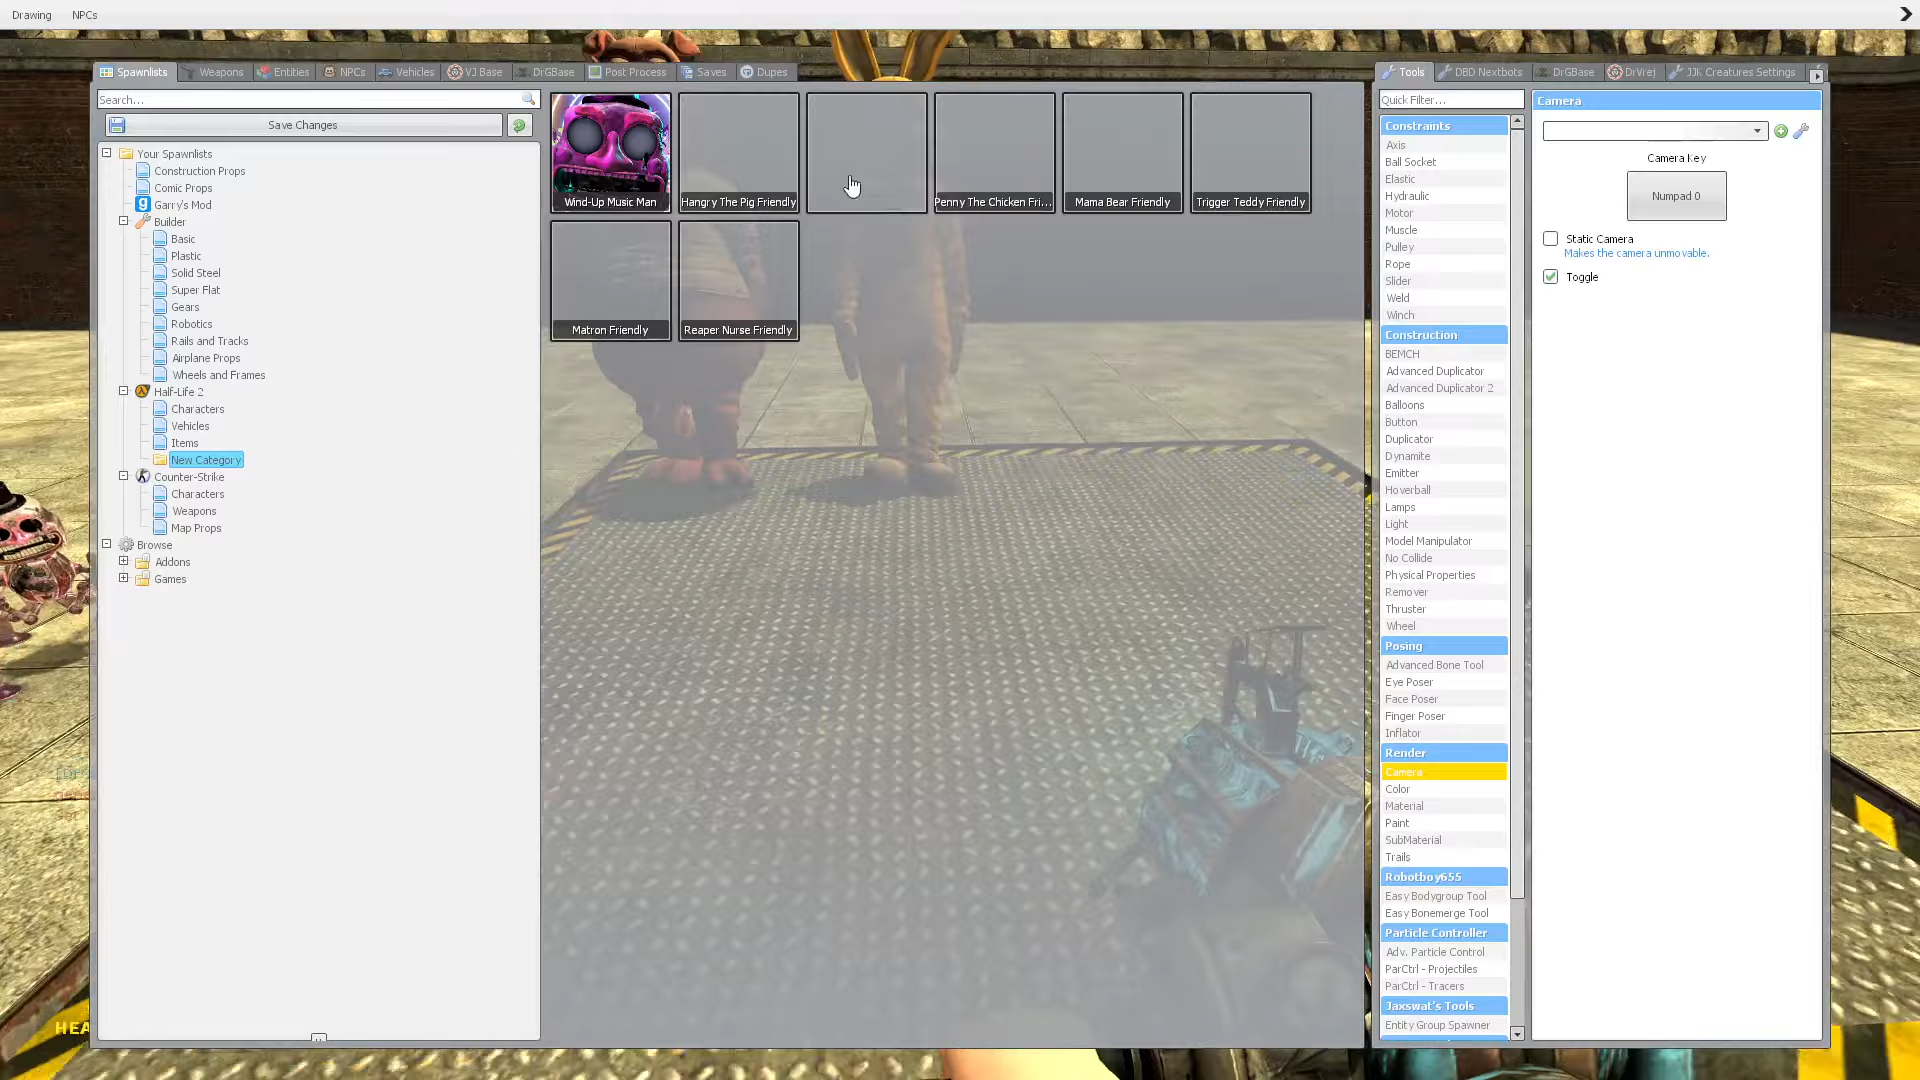 Drawing
NPCs
Spawnlists
Weapons
Entities
NPCs
Vehicles
VJ Base
DrGBase
Post Process
Saves
Dupes
Search...
Save Changes
Your Spawnlists
Construction Props
Comic Props
Garry's Mod
Builder
Basic
Plastic
Solid Steel
Super Flat
Gears
Robotics
Rails and Tracks
Airplane Props
Wheels and Frames
Half-Life 2
Characters
Vehicles
Items
New Category
Counter-Strike
Characters
Weapons
Map Props
Browse
Addons
Games
Wind-Up Music Man
Hangry The Pig Friendly
Penny The Chicken Fri...
Mama Bear Friendly
Trigger Teddy Friendly
Matron Friendly
Reaper Nurse Friendly
HEA
Tools
DBD Nextbots
DrGBase
DrVrej
JJK Creatures Settings
Quick Filter...
Constraints
Axis
Ball Socket
Elastic
Hydraulic
Motor
Muscle
Pulley
Rope
Slider
Weld
Winch
Construction
BEMCH
Advanced Duplicator
Advanced Duplicator 2
Balloons
Button
Duplicator
Dynamite
Emitter
Hoverball
Lamps
Light
Model Manipulator
No Collide
Physical Properties
Remover
Thruster
Wheel
Posing
Advanced Bone Tool
Eye Poser
Face Poser
Finger Poser
Inflator
Render
Camera
Color
Material
Paint
SubMaterial
Trails
Robotboy655
Easy Bodygroup Tool
Easy Bonemerge Tool
Particle Controller
Adv. Particle Control
ParCtrl - Projectiles
ParCtrl - Tracers
Jaxswat's Tools
Entity Group Spawner
Camera
Camera Key
Numpad 0
Static Camera
Makes the camera unmovable.
Toggle